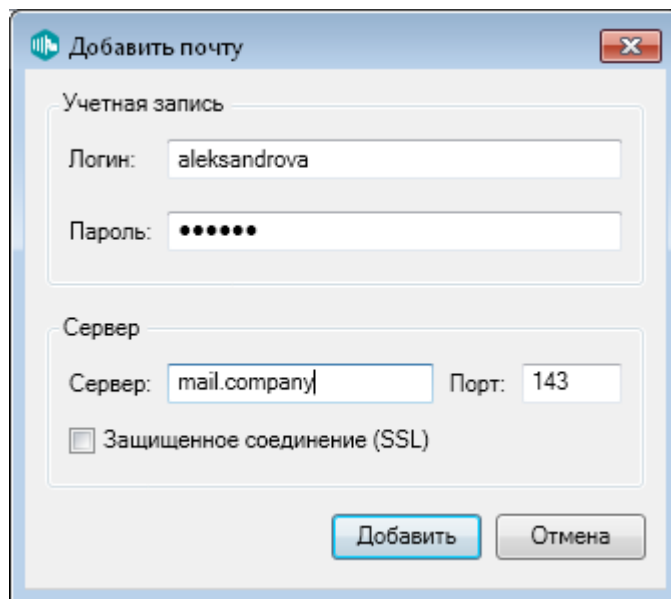 Добавить почту
Учетная запись
Логин: aleksandrova
Пароль: ●●●●●●
Сервер
Сервер: mail.company Порт: 143
Защищенное соединение (SSL)
Добавить Отмена